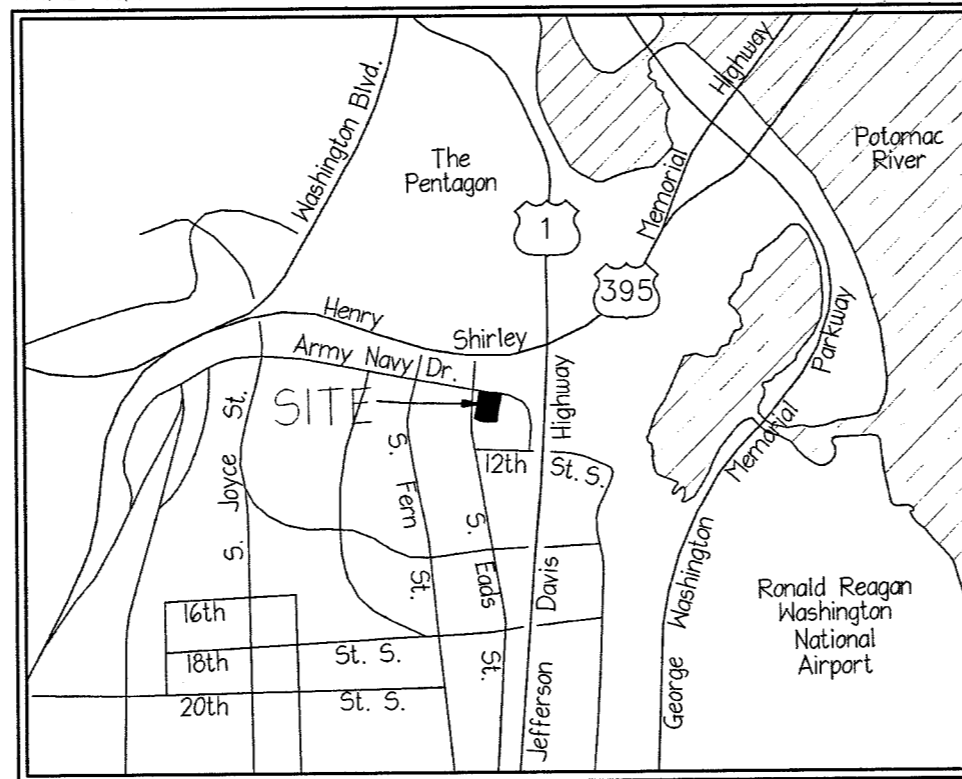 Washington Blvd.
The
Pentagon
Memorial Highway
Potomac
River
1
395
Henry Shirley
Highway
Army Navy Dr.
SITE
12th St. S.
S. Joyce St.
S. Fern St.
S. Eads St.
Jefferson Davis
George Washington Memorial Parkway
16th
18th St. S.
20th St. S.
Ronald Reagan
Washington
National
Airport